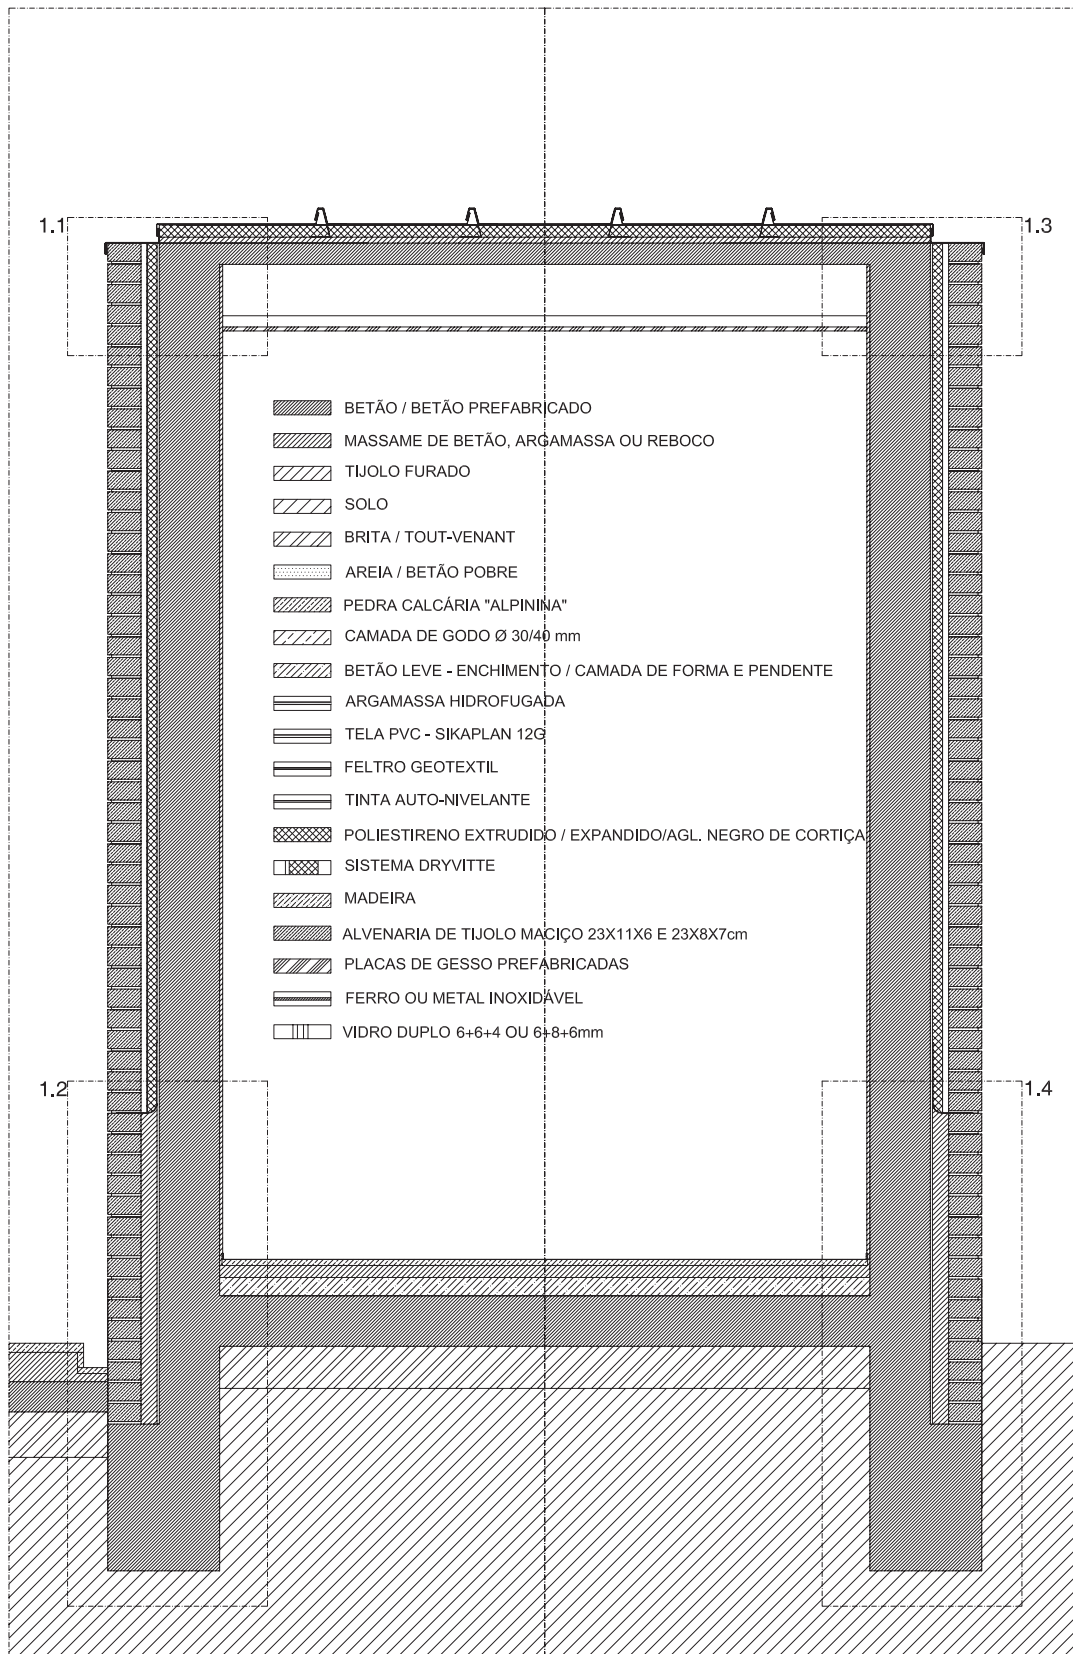 1.1
1.3
BETÃO / BETÃO PREFABRICADO
MASSAME DE BETÃO, ARGAMASSA OU REBOCO
TIJOLO FURADO
SOLO
BRITA / TOUT-VENANT
AREIA / BETÃO POBRE
PEDRA CALCÁRIA "ALPININA"
CAMADA DE GODO Ø 30/40 mm
BETÃO LEVE - ENCHIMENTO / CAMADA DE FORMA E PENDENTE
ARGAMASSA HIDROFUGADA
TELA PVC - SIKAPLAN 12G
FELTRO GEOTEXTIL
TINTA AUTO-NIVELANTE
POLIESTIRENO EXTRUDIDO / EXPANDIDO/AGL. NEGRO DE CORTIÇA
SISTEMA DRYVITTE
MADEIRA
ALVENARIA DE TIJOLO MACIÇO 23X11X6 E 23X8X7cm
PLACAS DE GESSO PREFABRICADAS
FERRO OU METAL INOXIDÁVEL
VIDRO DUPLO 6+6+4 OU 6+8+6mm
1.2
1.4